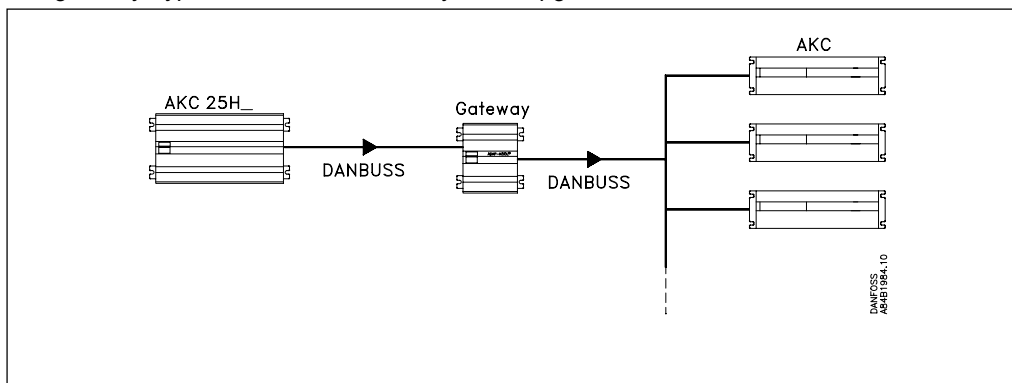 AKC
AKC 25H_
Gateway
DANBUSS
DANBUSS
DANFOSS
A84B1984.10